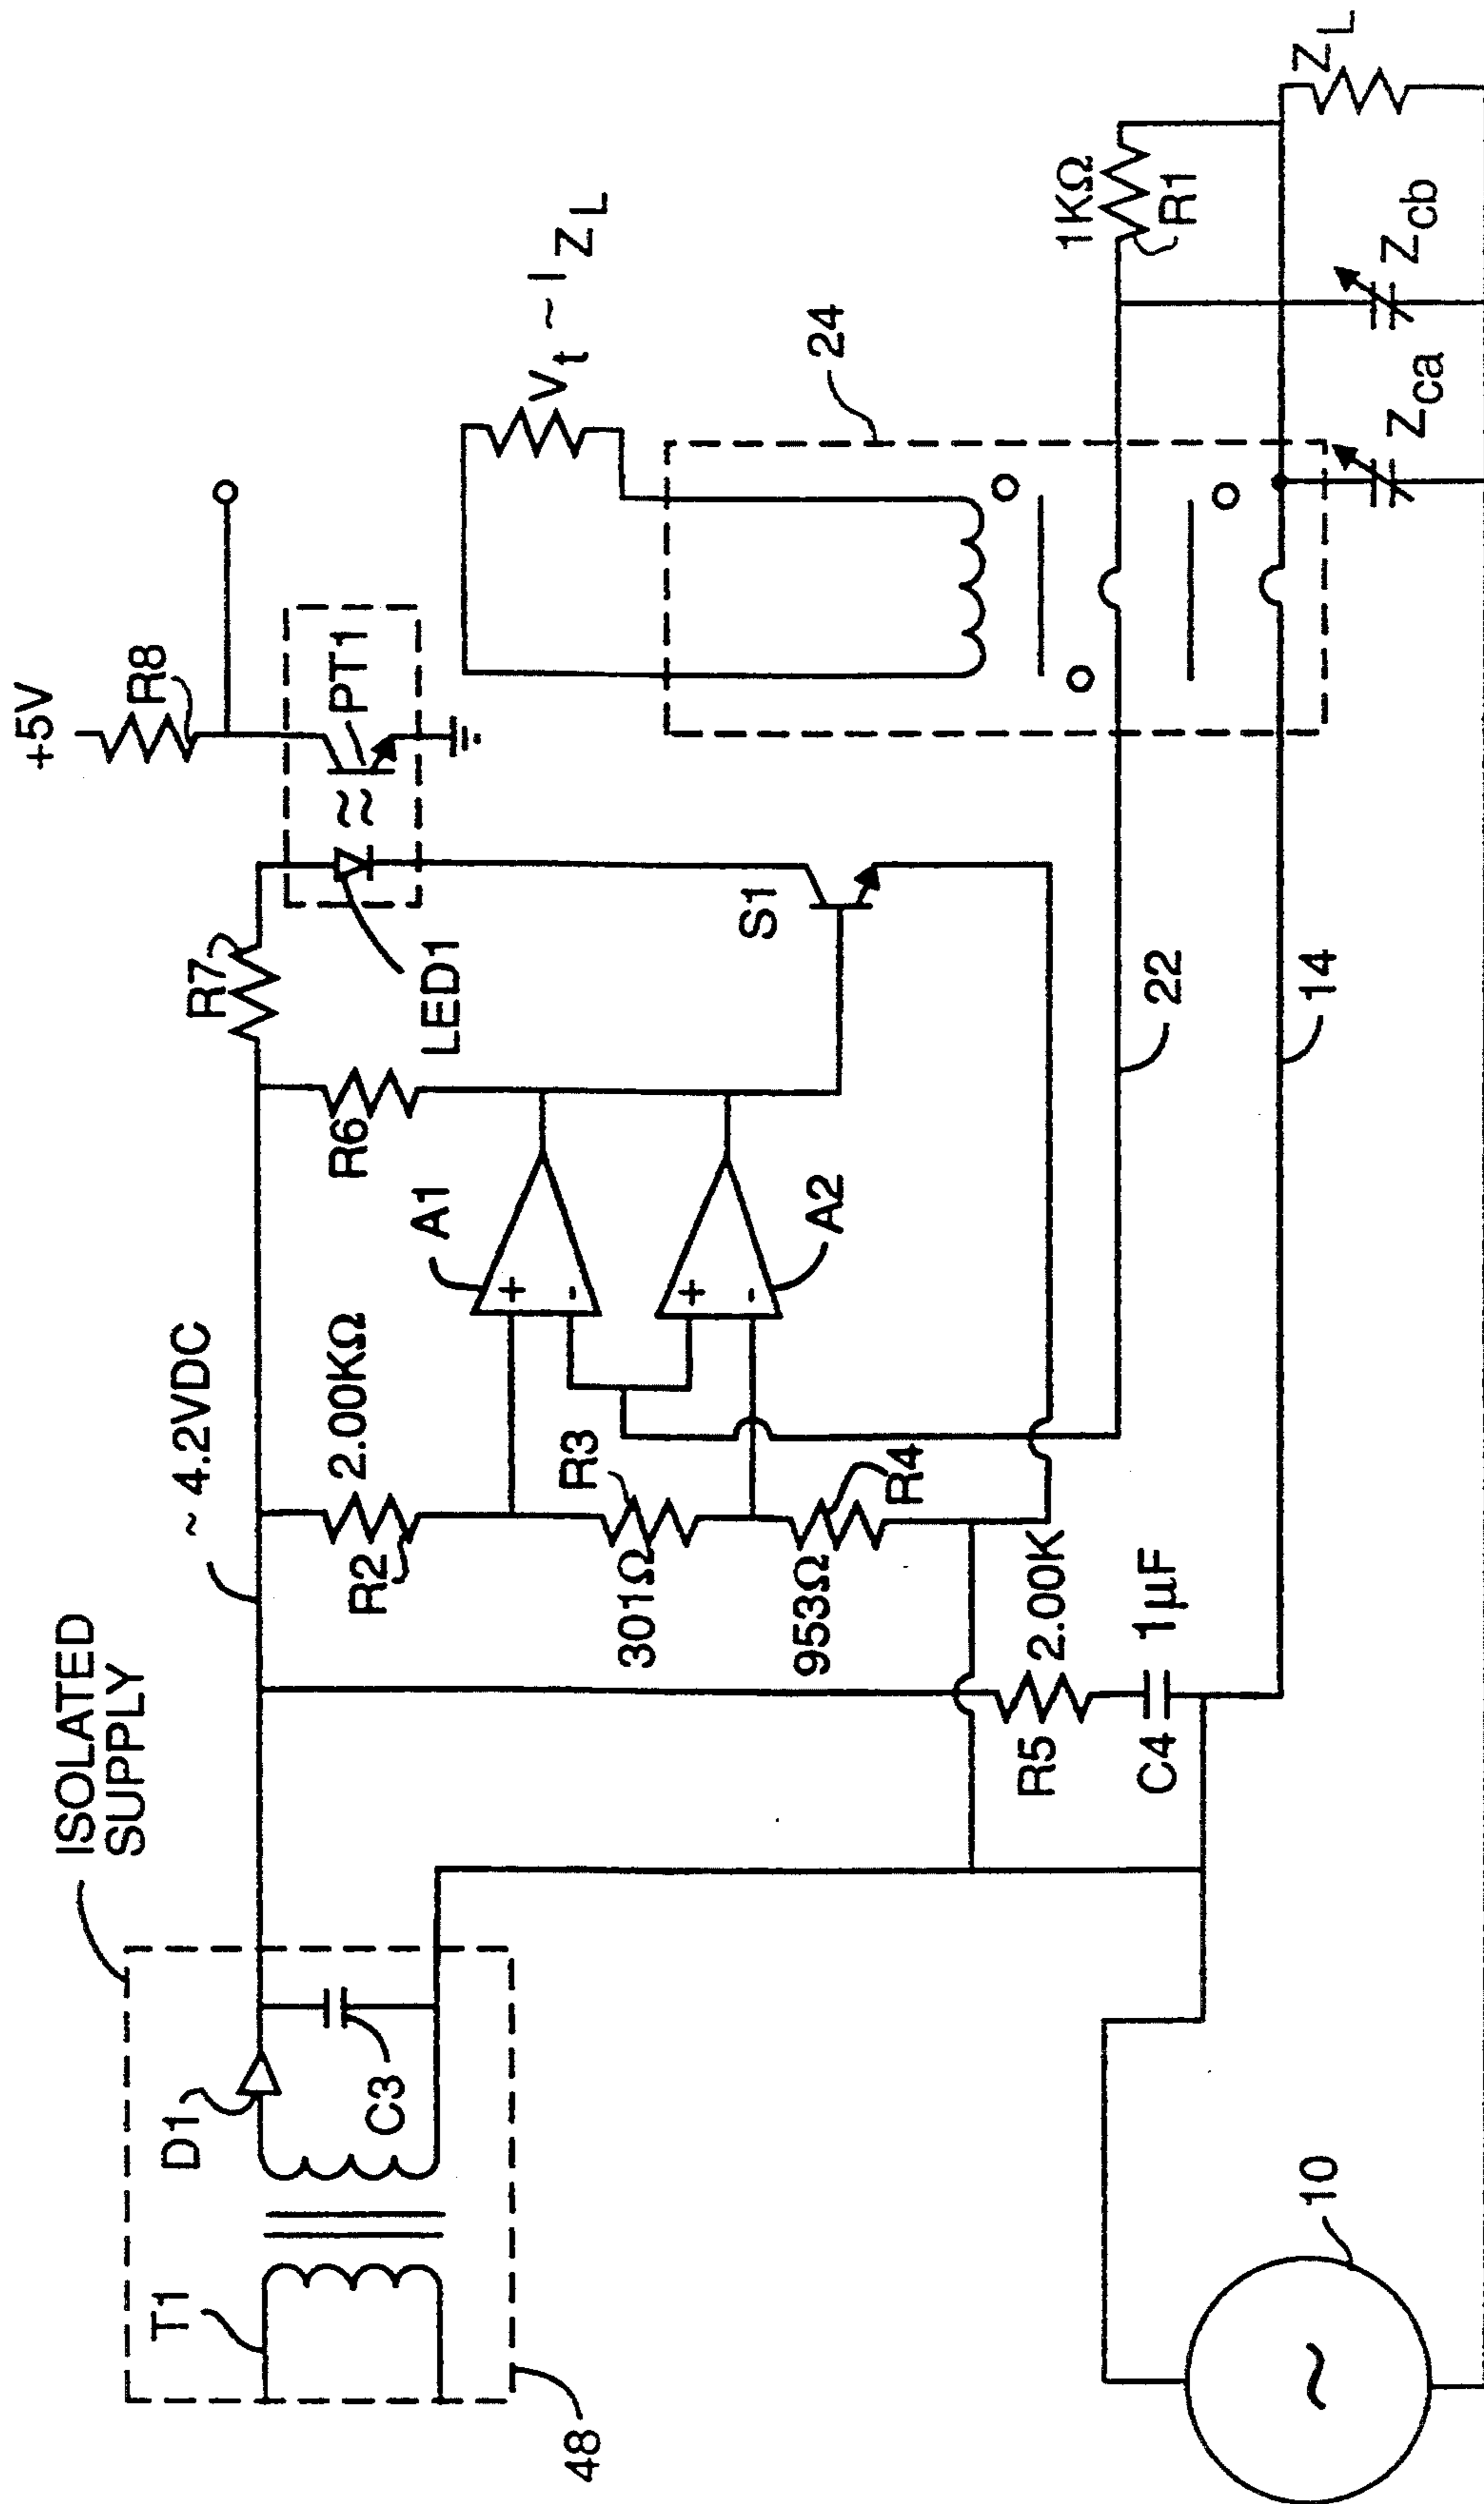 ISOLATED
SUPPLY
~ 4.2VDC
+5V
R8
D1
T1
C3
48
R2
2.00KΩ
R6
R7
LED1
PT1
A1
+
-
R3
301Ω
A2
+
-
953Ω
R4
S1
Vt ~ IZL
24
R5
2.00K
C4
1µF
22
14
1KΩ
R1
ZL
Zca
Zcb
10
~